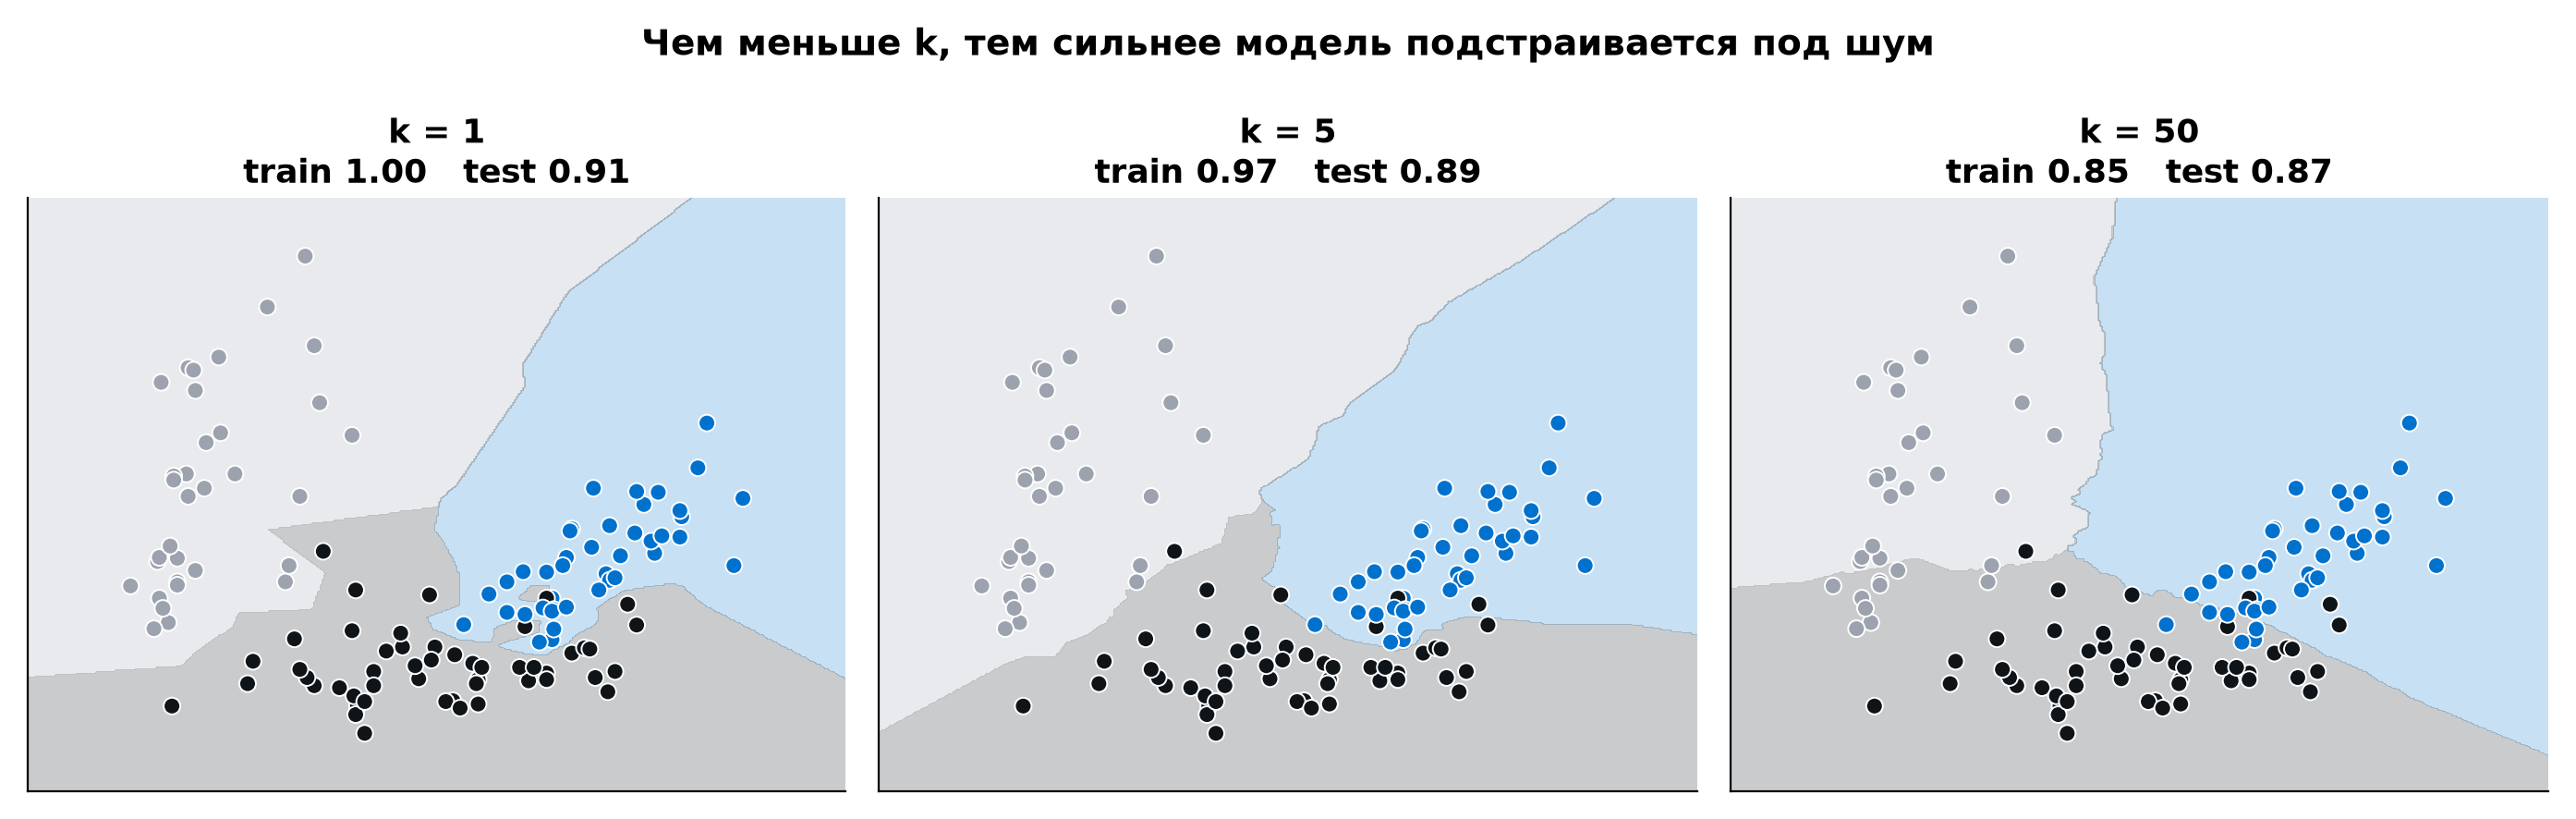 Чем меньше k, тем сильнее модель подстраивается под шум
k = 1
train 1.00 test 0.91
k = 5
train 0.97 test 0.89
k = 50
train 0.85 test 0.87